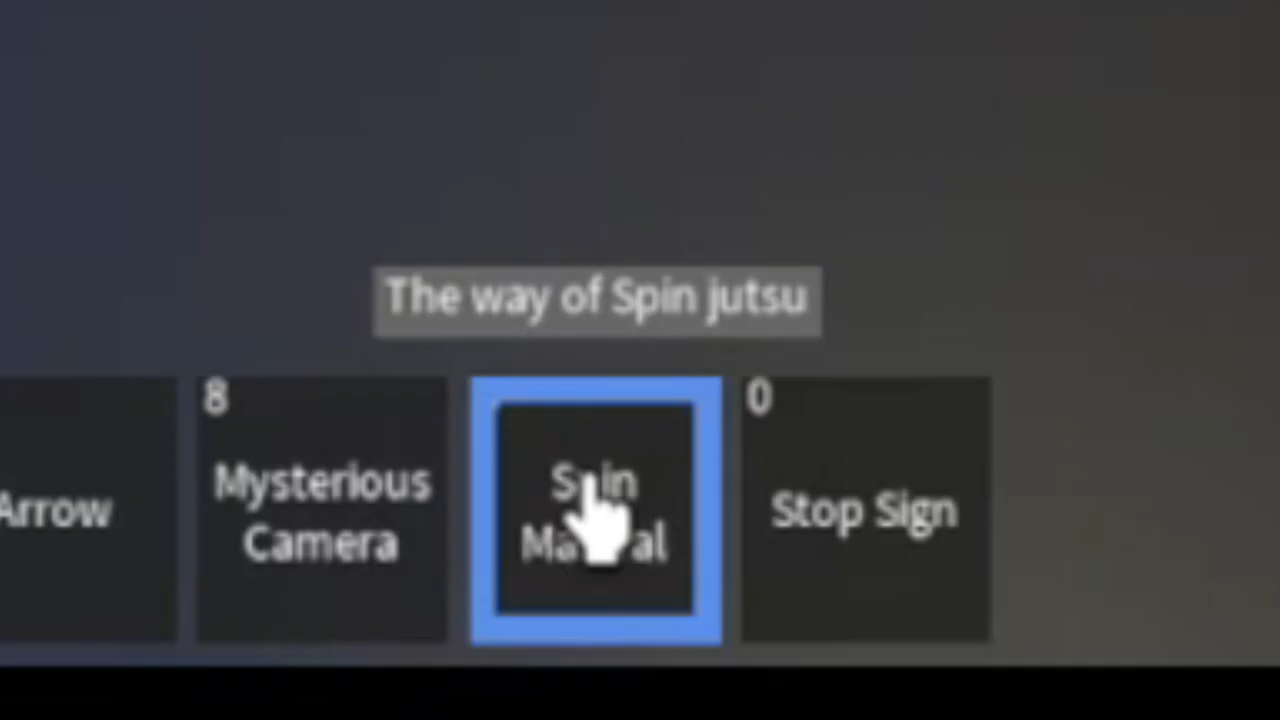 The way of Spin jutsu
8
0
Mysterious
Camera
Arrow
Stop Sign